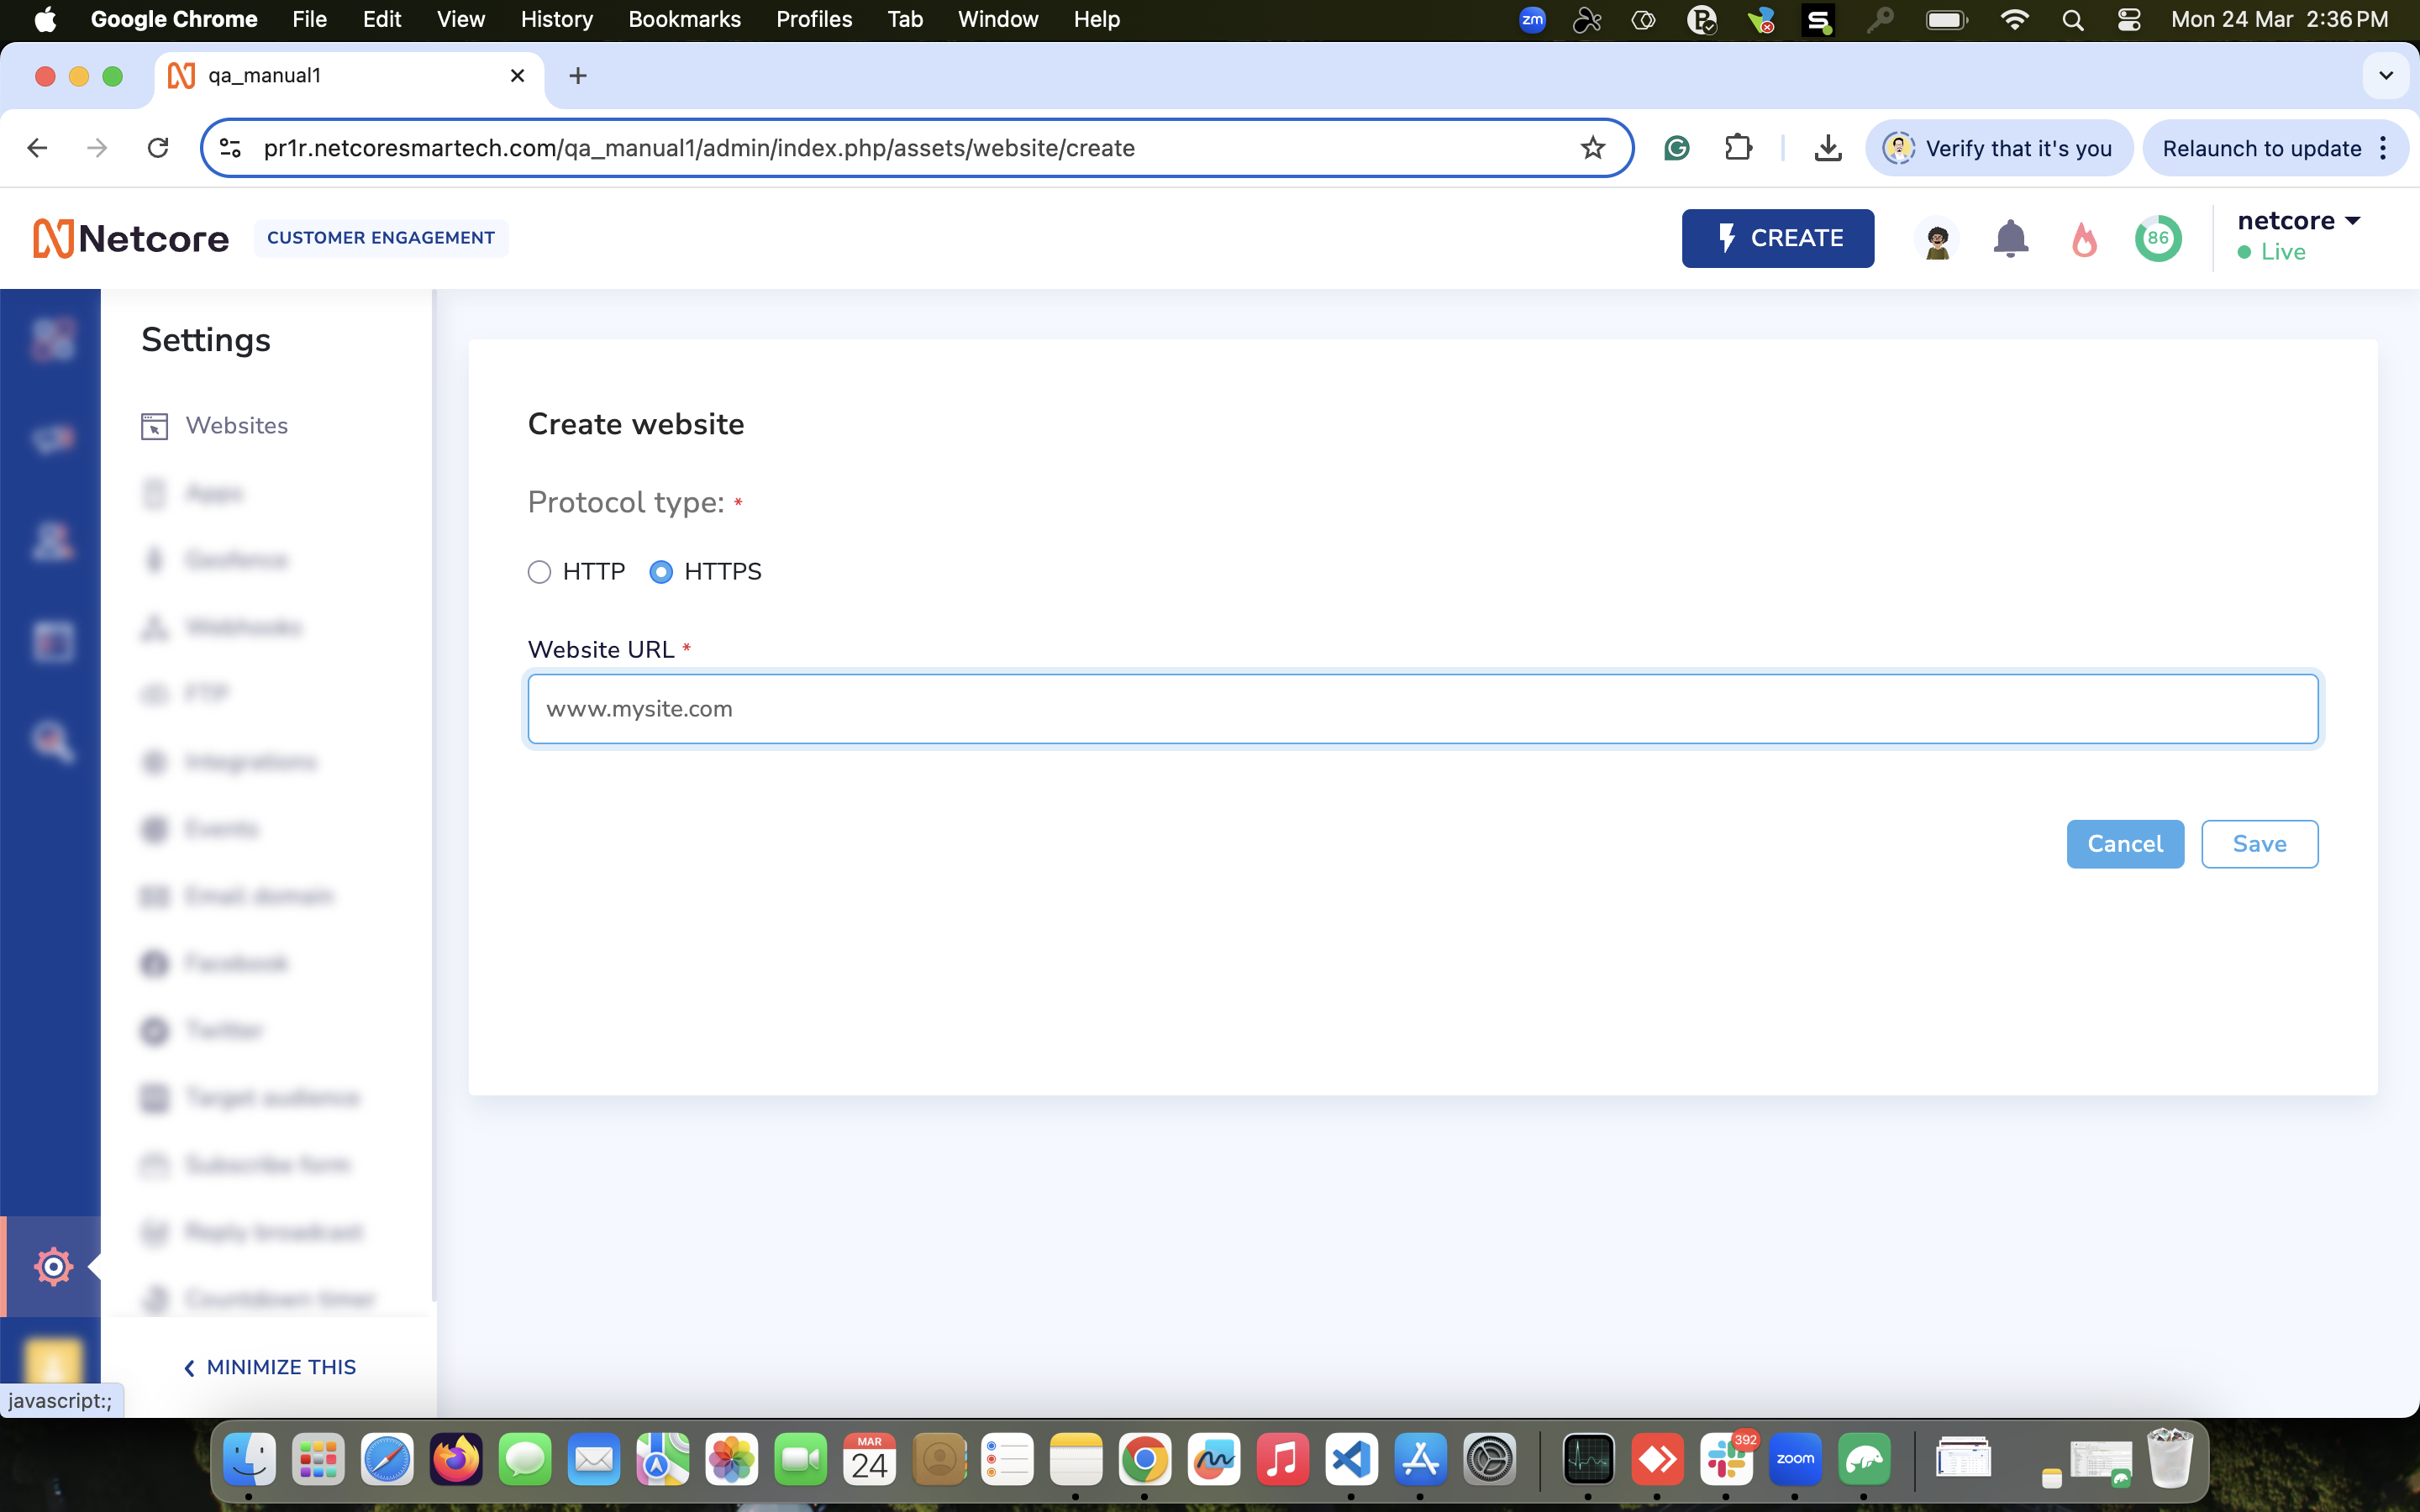 Google Chrome File Edit View History Bookmarks Profiles Tab Window Help zm Mon 24 Mar 2:36 PM
qa_manual1
pr1r.netcoresmartech.com/qa_manual1/admin/index.php/assets/website/create Verify that it's you Relaunch to update
Netcore CUSTOMER ENGAGEMENT CREATE 86 netcore
Live
Settings
Websites
Apps
Geofence
Webhooks
FTP
Integrations
Events
Email domain
Facebook
Twitter
Target audience
Subscribe form
Reply broadcast
Countdown timer
MINIMIZE THIS
javascript:;
Create website
Protocol type: *
HTTP HTTPS
Website URL *
www.mysite.com
Cancel Save
MAR
24
392
zoom